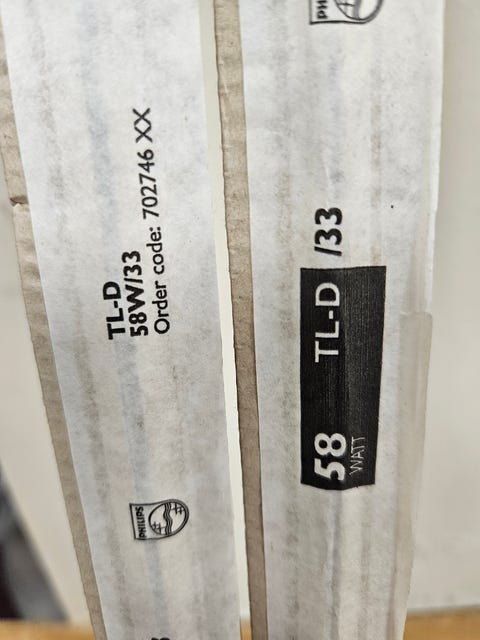 TL-D
58W/33
Order code: 702746 XX
PHILIPS
58 TL-D /33
WATT